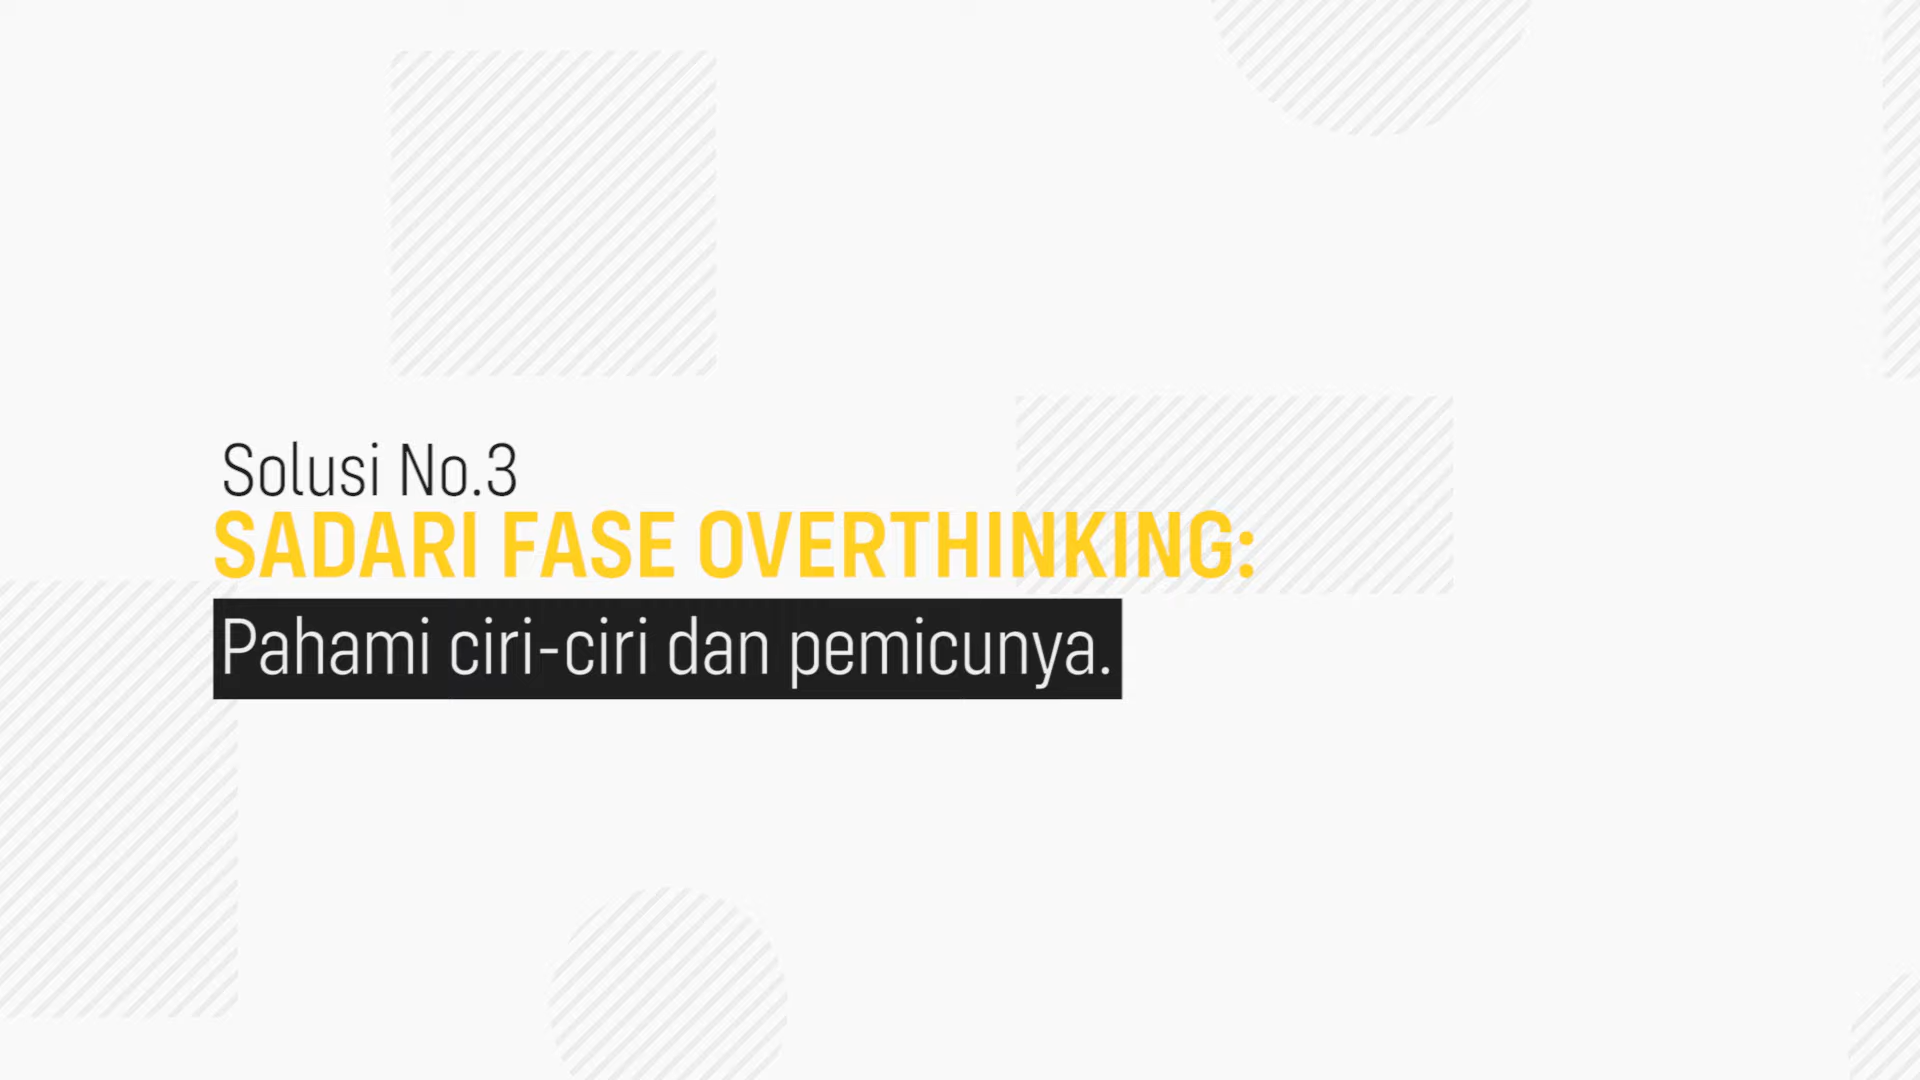 Solusi No.3
SADARI FASE OVERTHINKING:
Pahami ciri-ciri dan pemicunya.